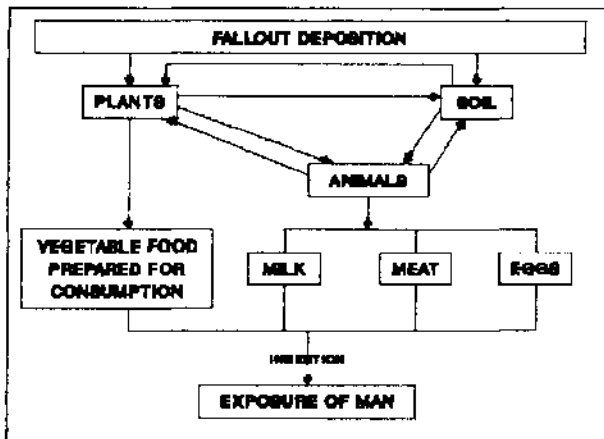 FALLOUT DEPOSITION
PLANTS
SOIL
ANIMALS
VEGETABLE FOOD
PREPARED FOR
CONSUMPTION
MILK
MEAT
EGGS
INGESTION
EXPOSURE OF MAN